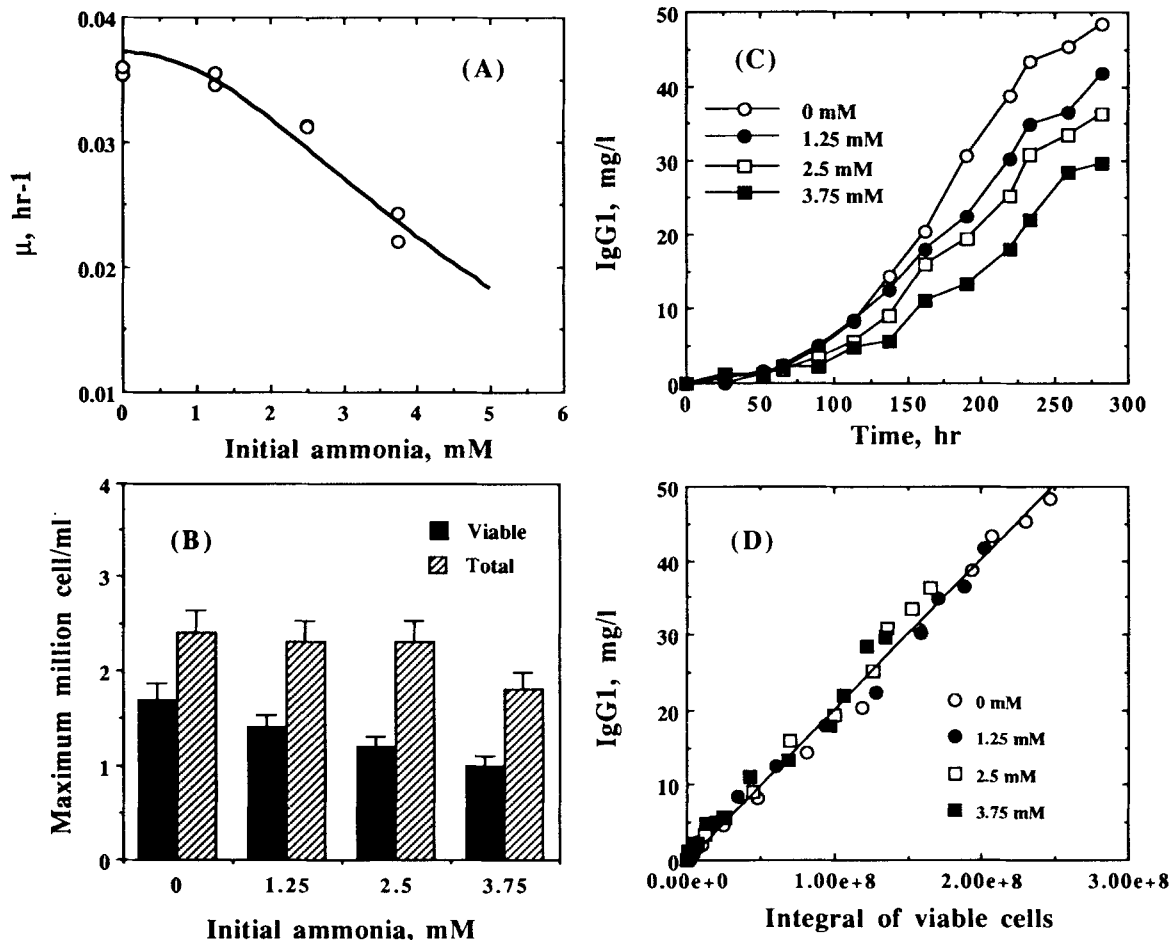 0.04
0.03
0.02
0.01
μ, hr-1
(A)
0 1 2 3 4 5 6
Initial ammonia, mM
50
40
30
20
10
0
IgG1, mg/l
(C)
0 mM
1.25 mM
2.5 mM
3.75 mM
0 50 100 150 200 250 300
Time, hr
4
3
2
1
0
Maximum million cell/ml
(B)
Viable
Total
0 1.25 2.5 3.75
Initial ammonia, mM
50
40
30
20
10
0
IgG1, mg/l
(D)
0 mM
1.25 mM
2.5 mM
3.75 mM
0.00e+0 1.00e+8 2.00e+8 3.00e+8
Integral of viable cells